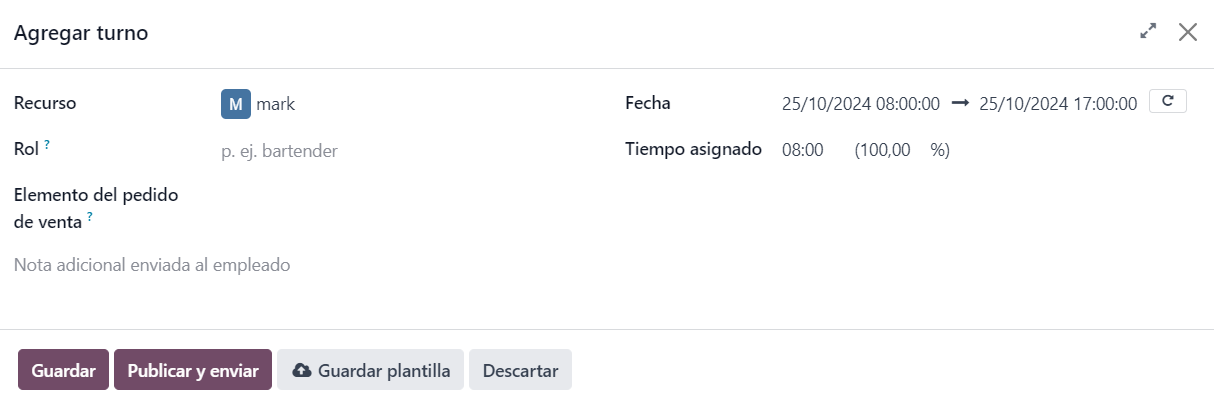 Agregar turno
Recurso M mark Fecha 25/10/2024 08:00:00 → 25/10/2024 17:00:00
Rol ? p. ej. bartender Tiempo asignado 08:00 (100,00 %)
Elemento del pedido
de venta ?
Nota adicional enviada al empleado
Guardar Publicar y enviar Guardar plantilla Descartar